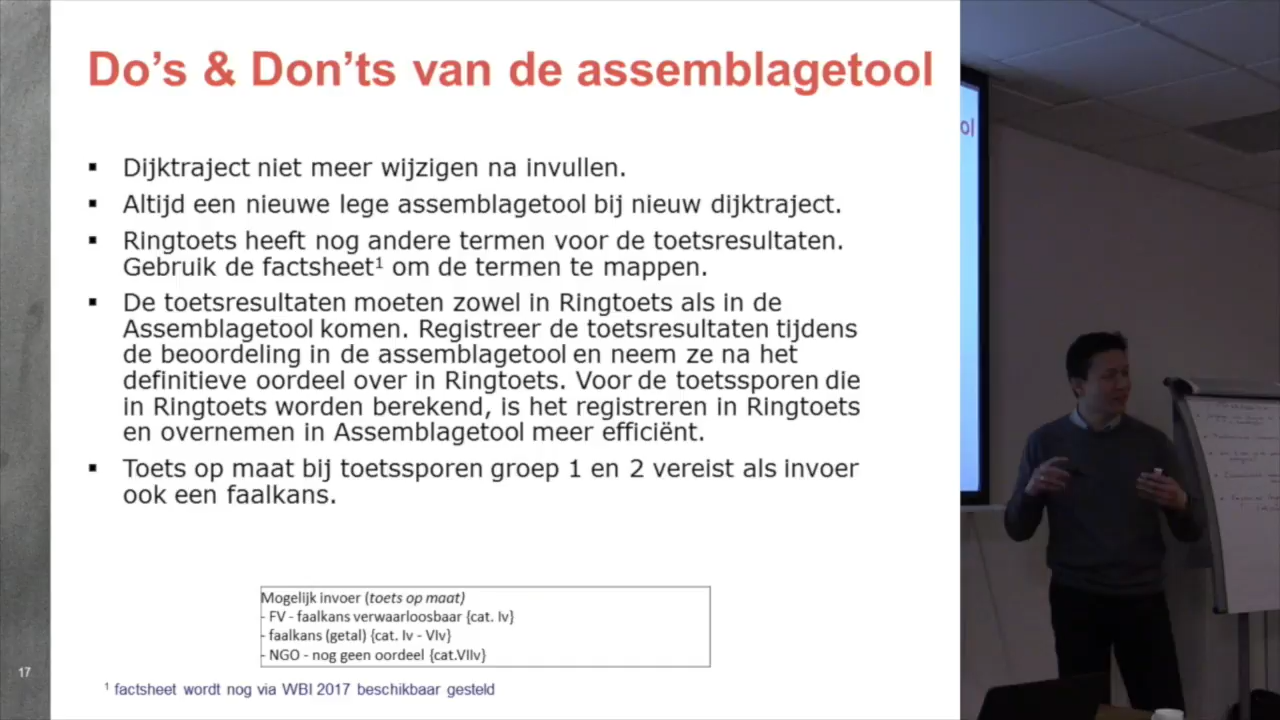 Do's & Don'ts van de assemblagetool
▪ Dijktraject niet meer wijzigen na invullen.
▪ Altijd een nieuwe lege assemblagetool bij nieuw dijktraject.
▪ Ringtoets heeft nog andere termen voor de toetsresultaten.
Gebruik de factsheet¹ om de termen te mappen.
▪ De toetsresultaten moeten zowel in Ringtoets als in de
Assemblagetool komen. Registreer de toetsresultaten tijdens
de beoordeling in de assemblagetool en neem ze na het
definitieve oordeel over in Ringtoets. Voor de toetssporen die
in Ringtoets worden berekend, is het registreren in Ringtoets
en overnemen in Assemblagetool meer efficiënt.
▪ Toets op maat bij toetssporen groep 1 en 2 vereist als invoer
ook een faalkans.
Mogelijk invoer (toets op maat)
- FV - faalkans verwaarloosbaar {cat. Iv}
- faalkans (getal) {cat. Iv - VIv}
- NGO - nog geen oordeel {cat.VIIv}
17
¹ factsheet wordt nog via WBI 2017 beschikbaar gesteld
ol